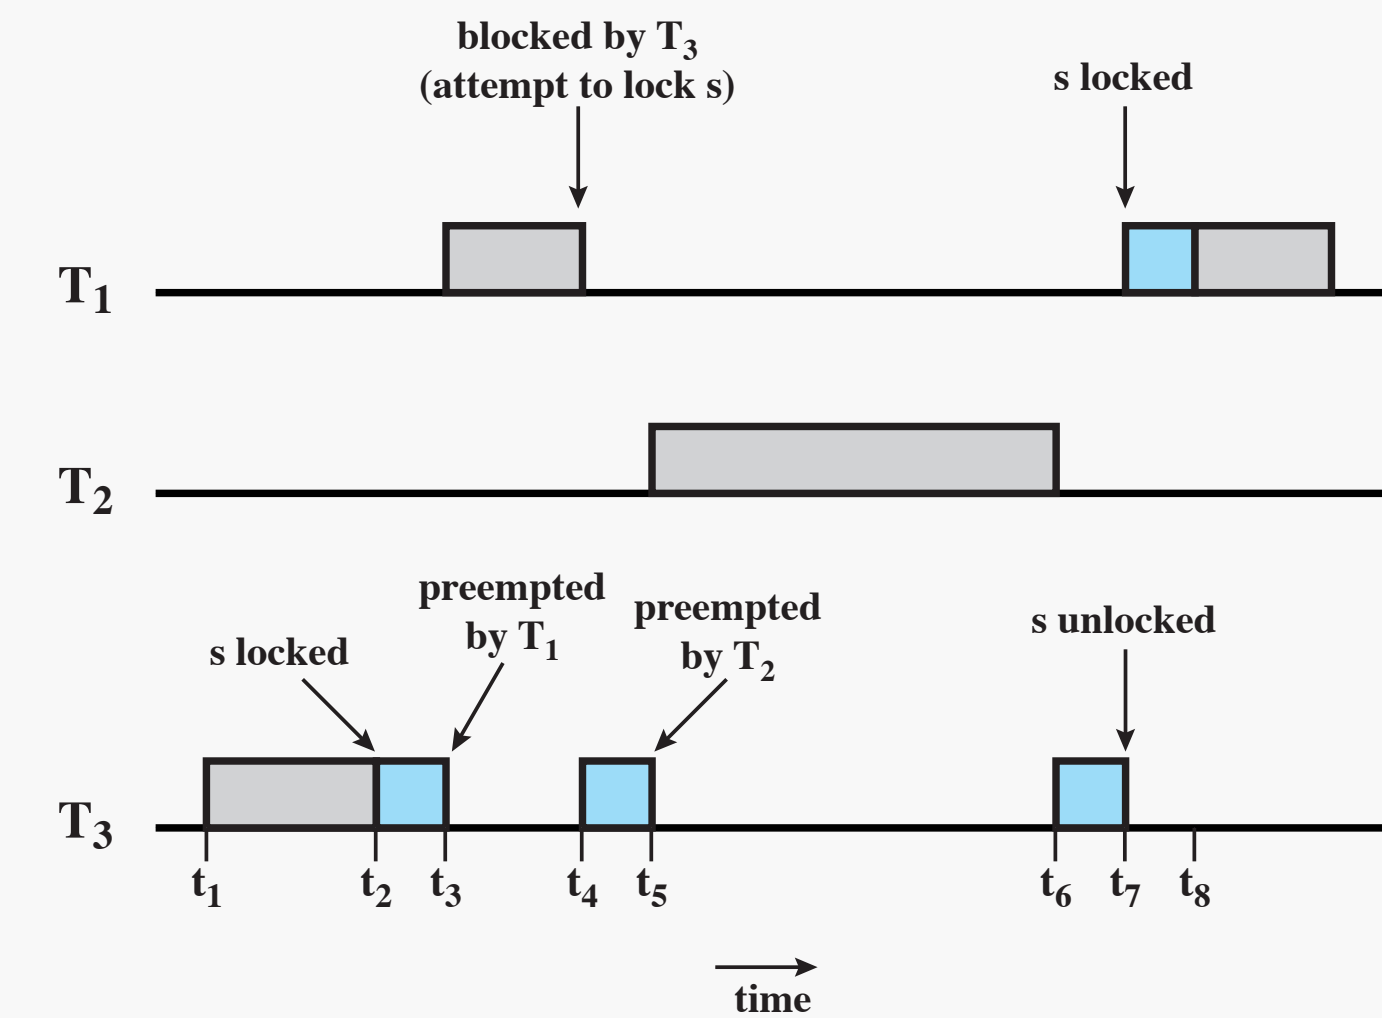 blocked by T3
(attempt to lock s)
s locked
T1
T2
preempted
by T1
preempted
by T2
s locked
s unlocked
T3
t1 t2 t3 t4 t5 t6 t7 t8
time